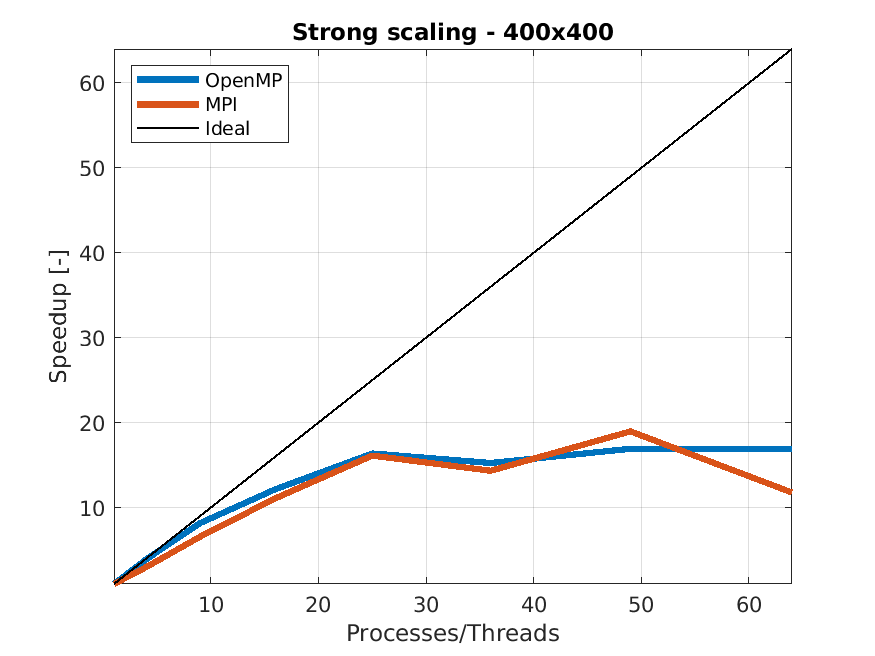 Strong scaling - 400x400
OpenMP
MPI
Ideal
60
50
40
30
20
10
Speedup [-]
10 20 30 40 50 60
Processes/Threads